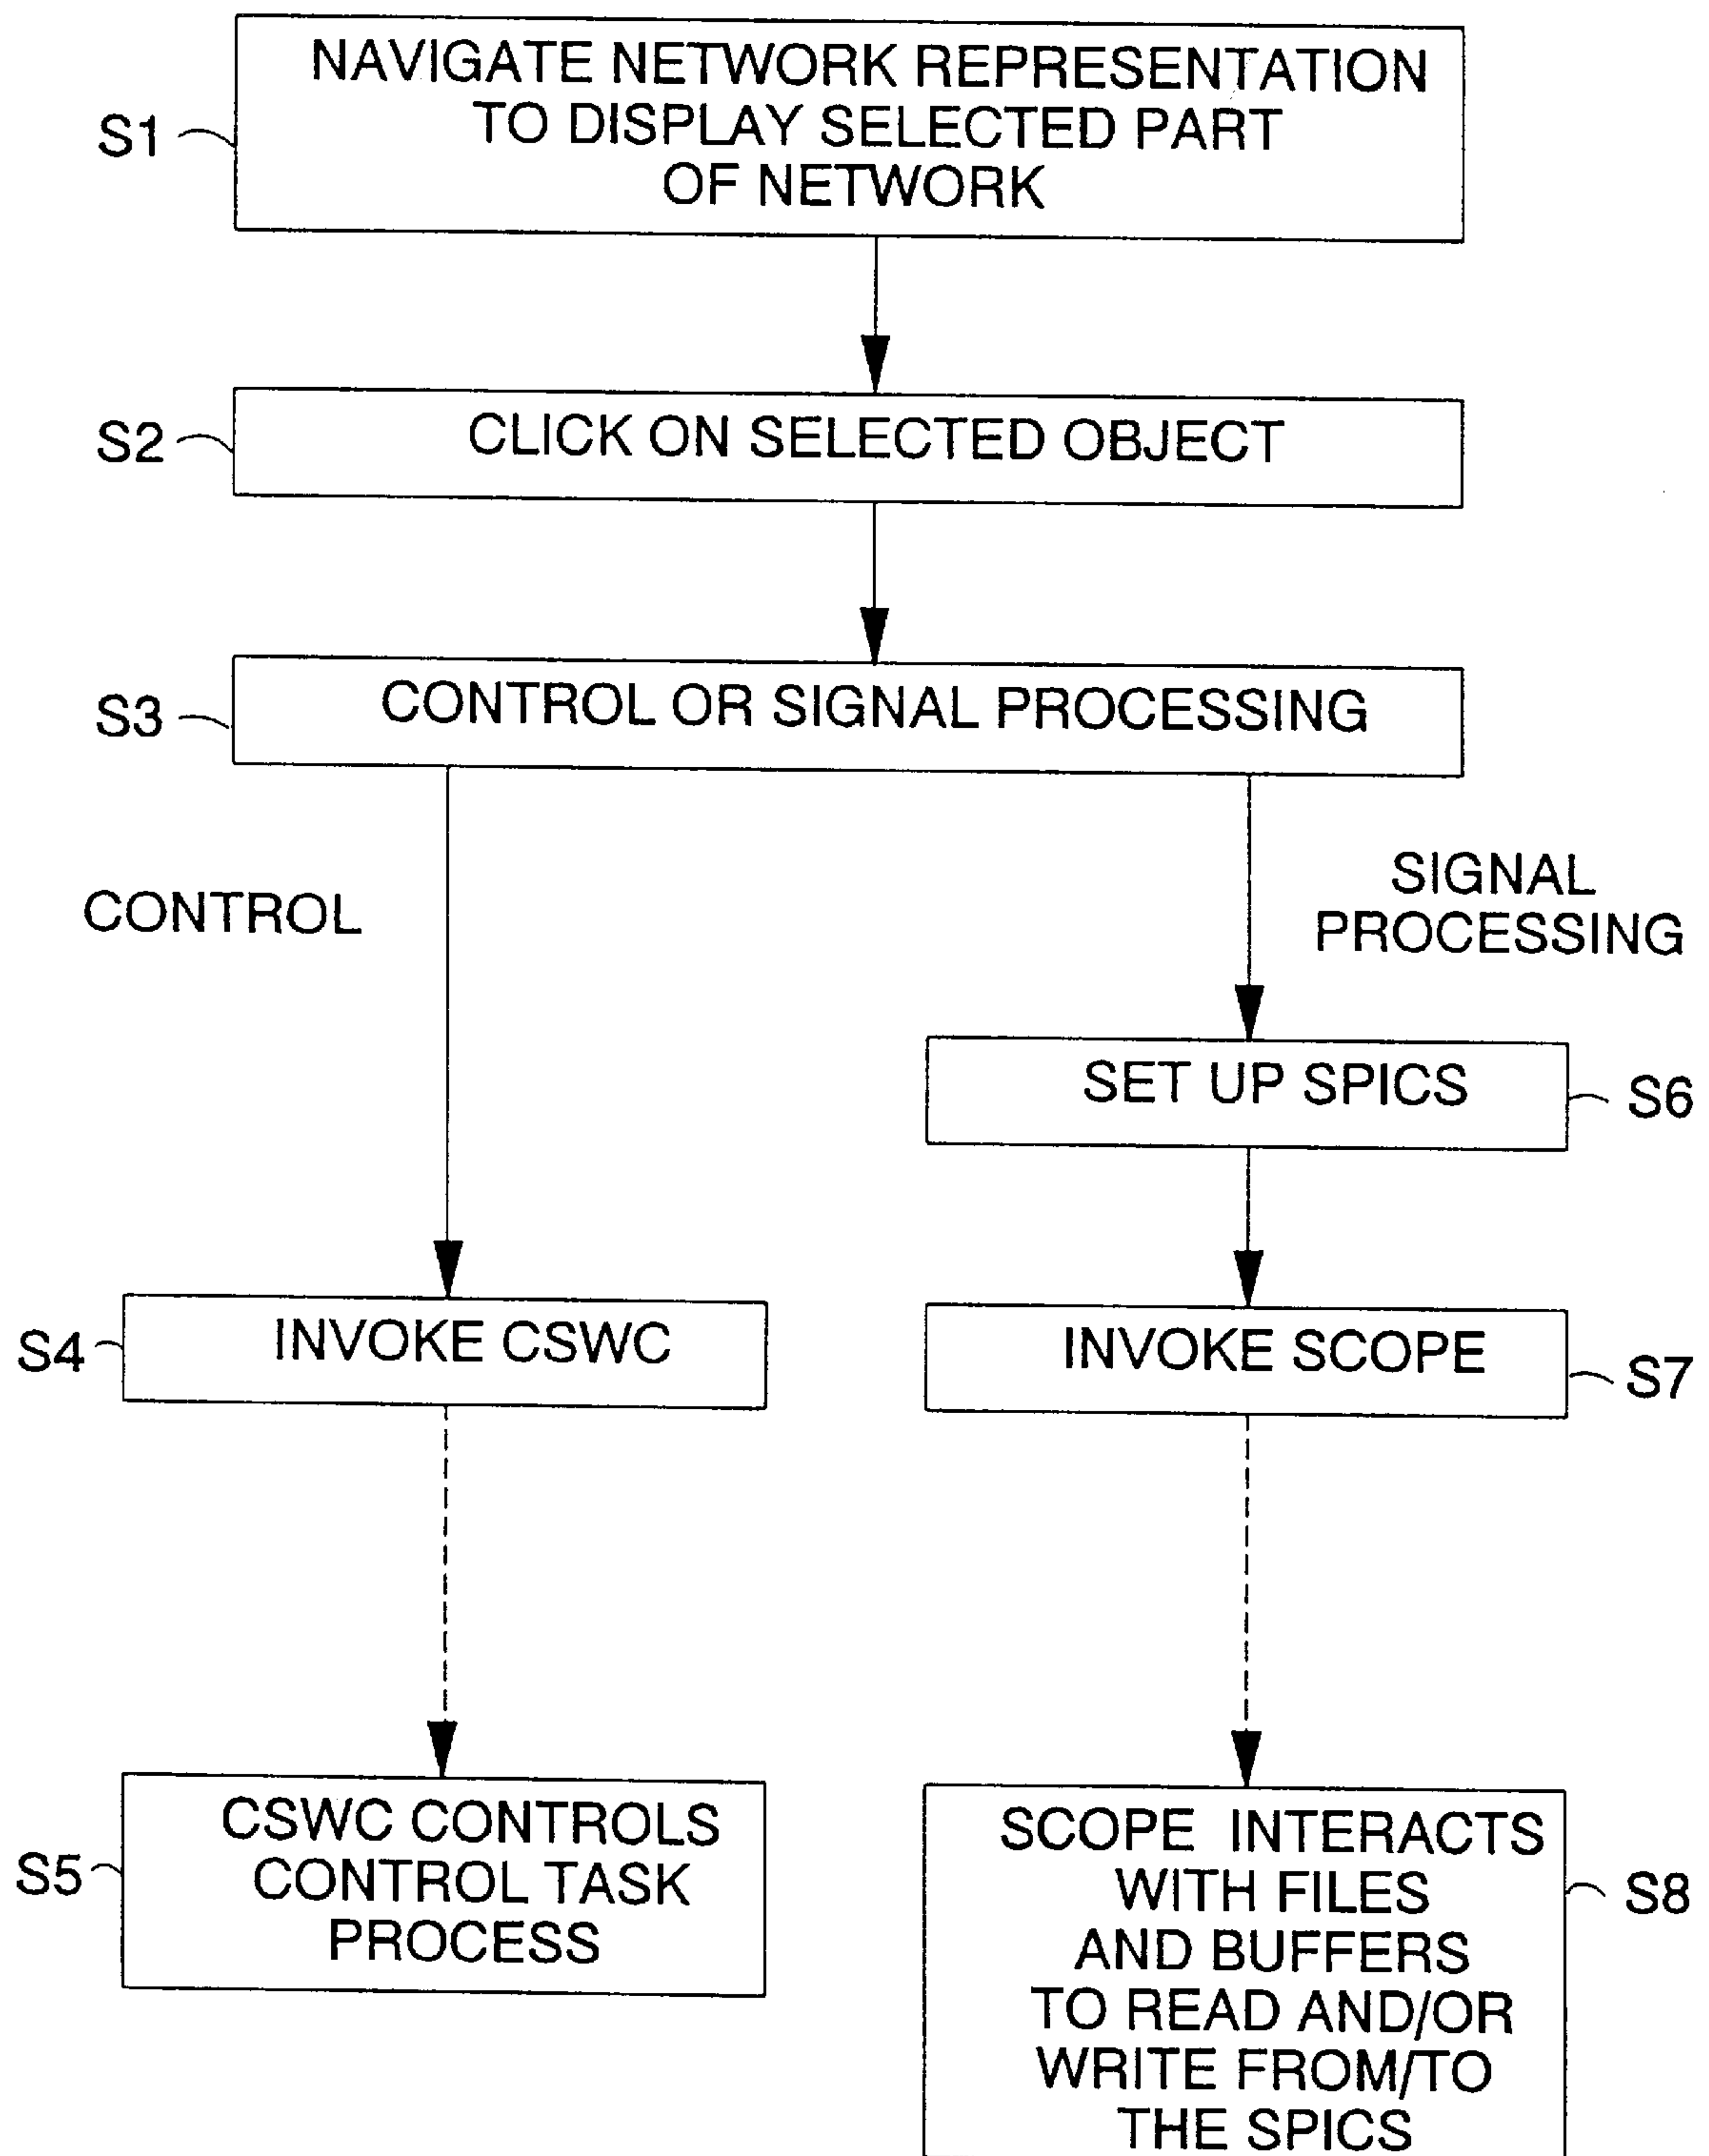 NAVIGATE NETWORK REPRESENTATION
TO DISPLAY SELECTED PART
OF NETWORK
S1
CLICK ON SELECTED OBJECT
S2
CONTROL OR SIGNAL PROCESSING
S3
CONTROL
SIGNAL
PROCESSING
SET UP SPICS
S6
INVOKE CSWC
S4
INVOKE SCOPE
S7
CSWC CONTROLS
CONTROL TASK
PROCESS
S5
SCOPE INTERACTS
WITH FILES
AND BUFFERS
TO READ AND/OR
WRITE FROM/TO
THE SPICS
S8